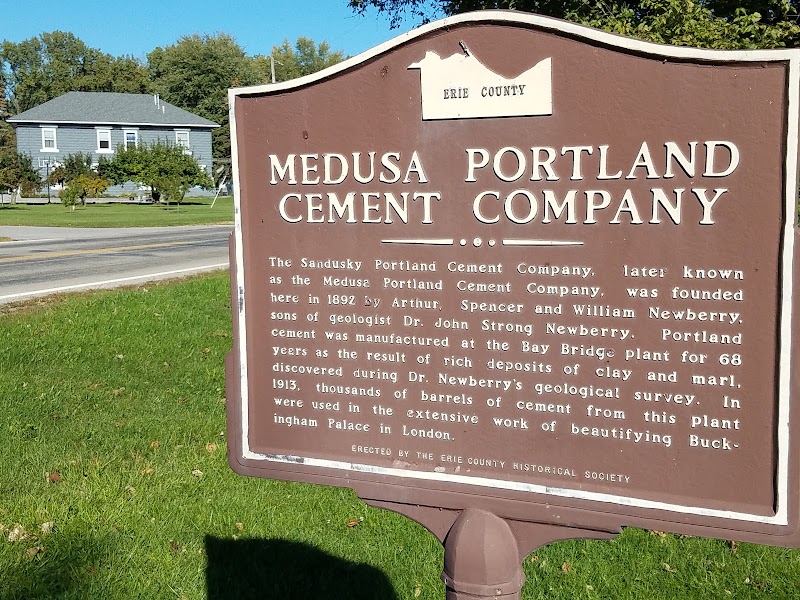 ERIE COUNTY
MEDUSA PORTLAND
CEMENT COMPANY
The Sandusky Portland Cement Company, later known
as the Medusa Portland Cement Company, was founded
here in 1892 by Arthur, Spencer and William Newberry,
sons of geologist Dr. John Strong Newberry. Portland
cement was manufactured at the Bay Bridge plant for 68
years as the result of rich deposits of clay and marl,
discovered during Dr. Newberry's geological survey. In
1913, thousands of barrels of cement from this plant
were used in the extensive work of beautifying Buck-
ingham Palace in London.
ERECTED BY THE ERIE COUNTY HISTORICAL SOCIETY